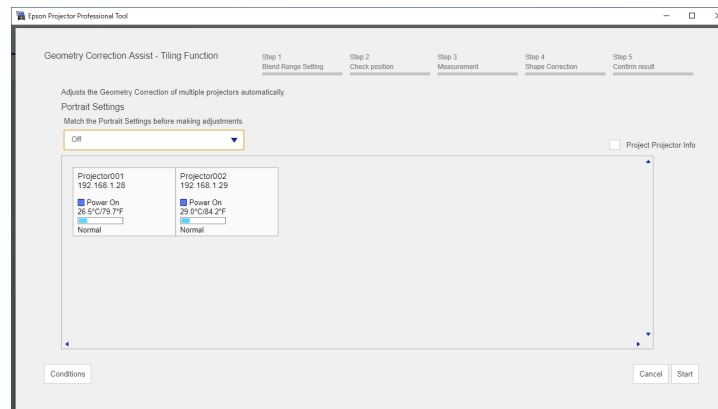 Epson Projector Professional Tool
Geometry Correction Assist - Tiling Function
Step 1
Blend Range Setting
Step 2
Check position
Step 3
Measurement
Step 4
Shape Correction
Step 5
Confirm result
Adjusts the Geometry Correction of multiple projectors automatically.
Portrait Settings
Match the Portrait Settings before making adjustments.
Off
Project Projector Info
Projector001
192.168.1.28
Power On
26.5°C/79.7°F
Normal
Projector002
192.168.1.29
Power On
29.0°C/84.2°F
Normal
Conditions
Cancel
Start